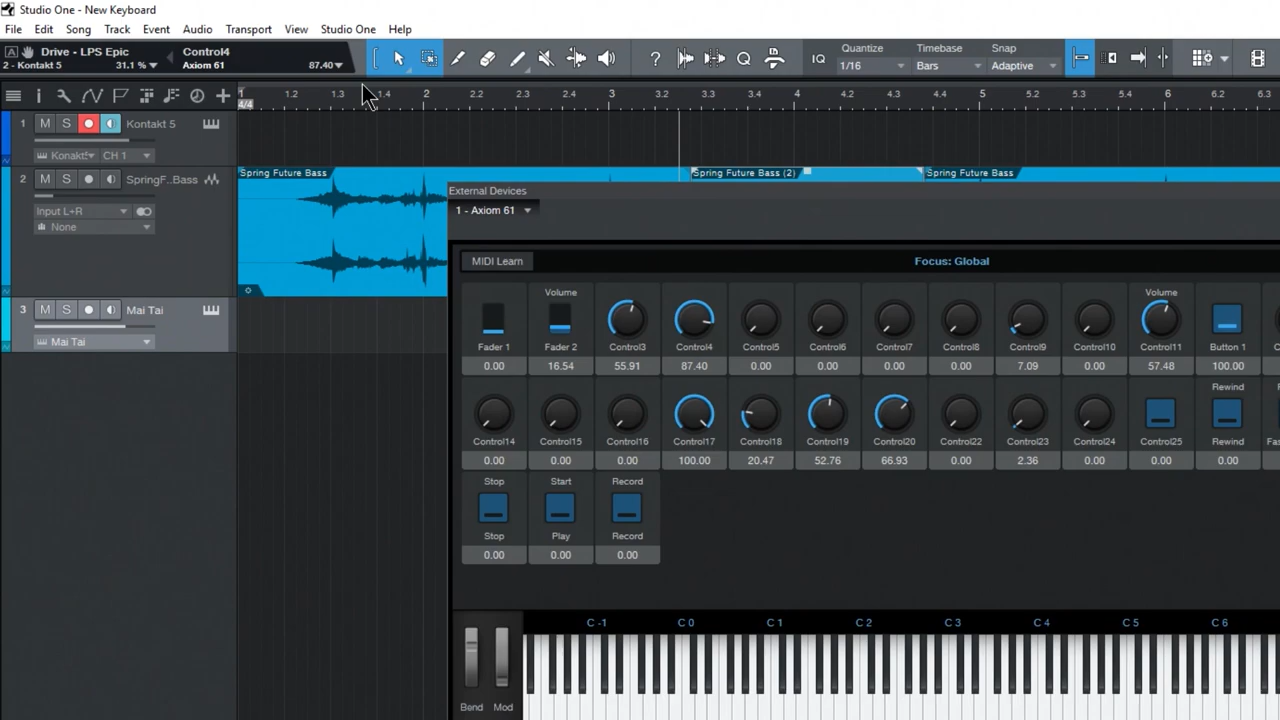 Studio One - New Keyboard
File Edit Song Track Event Audio Transport View Studio One Help
A Drive - LPS Epic Control4
2 - Kontakt 5 31.1 % Axiom 61 87.40
? IQ Q Quantize 1/16 Timebase Bars Snap Adaptive
1 1.2 1.3 1.4 2 2.2 2.3 2.4 3 3.2 3.3 3.4 4 4.2 4.3 4.4 5 5.2 5.3 5.4 6 6.2 6.3
4/4
1 M S Kontakt 5
Konaktf CH 1
2 M S SpringF..Bass
Input L+R
None
3 M S Mai Tai
Mai Tai
Spring Future Bass Spring Future Bass (2) Spring Future Bass
External Devices
1 - Axiom 61
MIDI Learn Focus: Global
Volume Volume
Fader 1 Fader 2 Control3 Control4 Control5 Control6 Control7 Control8 Control9 Control10 Control11 Button 1
0.00 16.54 55.91 87.40 0.00 0.00 0.00 0.00 7.09 0.00 57.48 100.00
Rewind
Control14 Control15 Control16 Control17 Control18 Control19 Control20 Control22 Control23 Control24 Control25 Rewind
0.00 0.00 0.00 100.00 20.47 52.76 66.93 0.00 2.36 0.00 0.00 0.00
Stop Start Record
Stop Play Record
0.00 0.00 0.00
C -1 C 0 C 1 C 2 C 3 C 4 C 5 C 6
Bend Mod